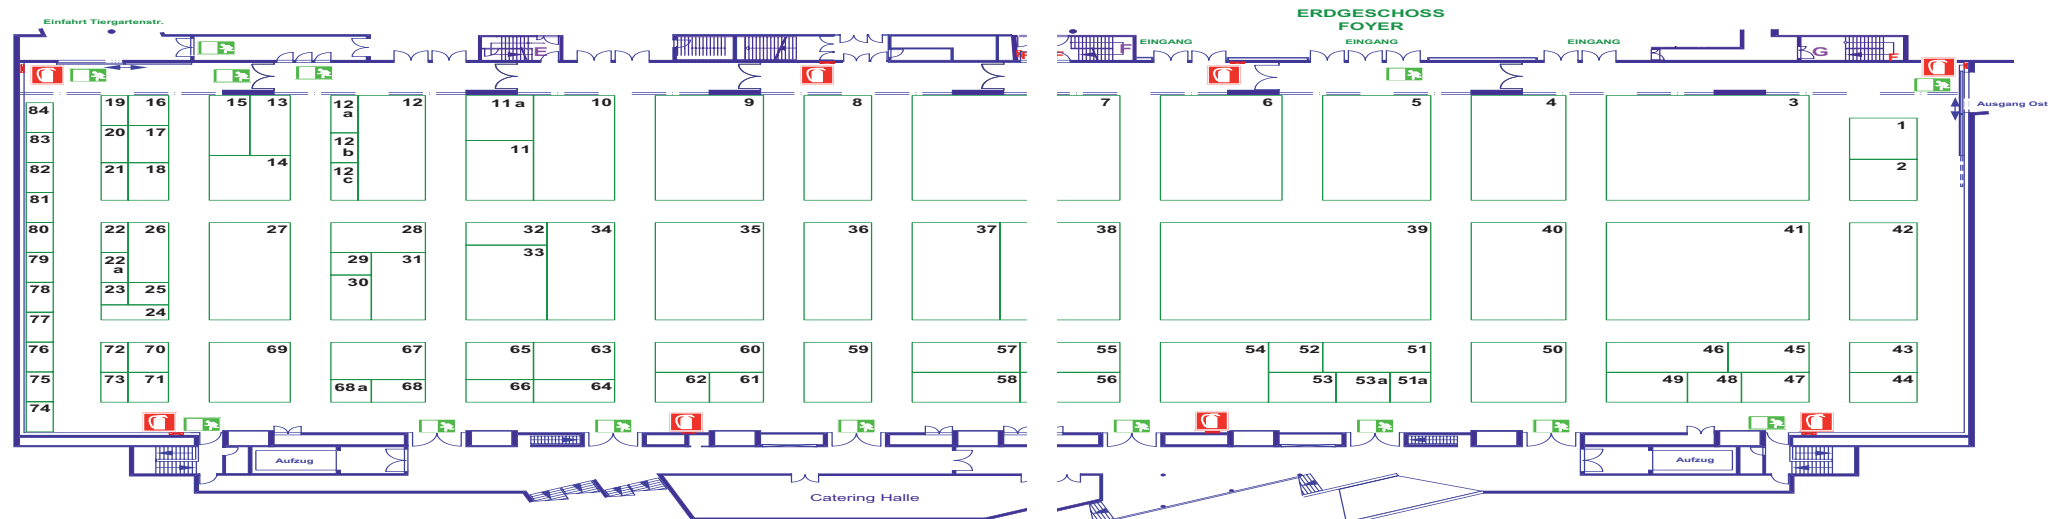 ERDGESCHOSS
FOYER
Einfahrt Tiergartenstr.
EINGANG EINGANG EINGANG
E F G F
Ausgang Ost
84 19 16 15 13 12 a 12 11 a 10 9 8 7 6 5 4 3 1
83 20 17 12 b 11
82 21 18 14 12 c 2
81
80 22 26 27 28 32 34 35 36 37 38 39 40 41 42
79 22 a 29 31 33
78 23 25 30
77 24
76 72 70 69 67 65 63 60 59 57 55 54 52 51 50 46 45 43
75 73 71 68 a 68 66 64 62 61 58 56 53 53a 51a 49 48 47 44
74
Aufzug Aufzug
Catering Halle